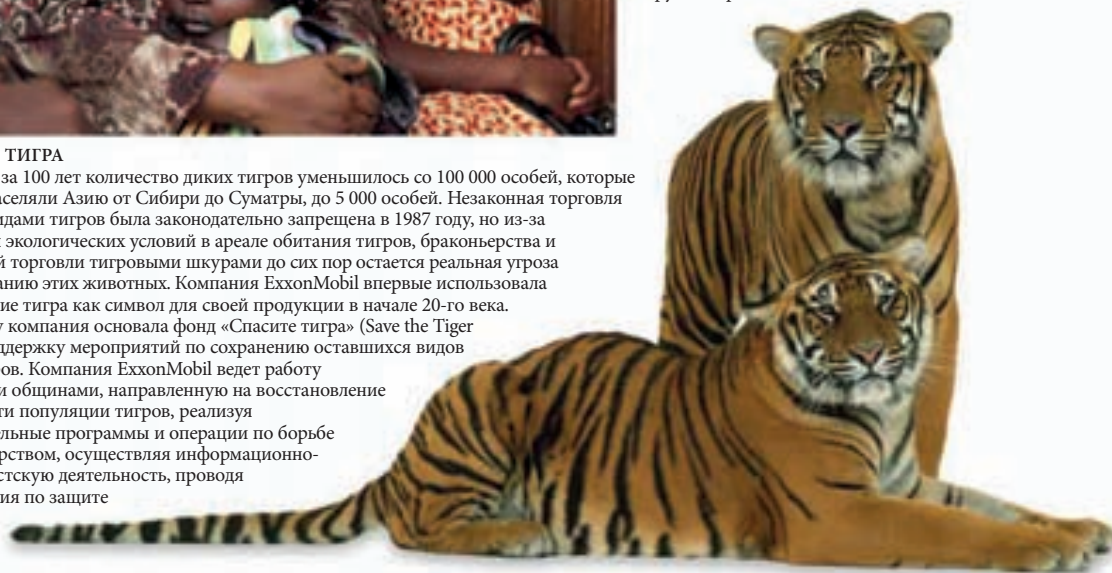 ТИГРА
за 100 лет количество диких тигров уменьшилось со 100 000 особей, которые
аселяли Азию от Сибири до Суматры, до 5 000 особей. Незаконная торговля
идами тигров была законодательно запрещена в 1987 году, но из-за
экологических условий в ареале обитания тигров, браконьерства и
й торговли тигровыми шкурами до сих пор остается реальная угроза
анию этих животных. Компания ExxonMobil впервые использовала
ие тигра как символ для своей продукции в начале 20-го века.
у компания основала фонд «Спасите тигра» (Save the Tiger
ддержку мероприятий по сохранению оставшихся видов
ов. Компания ExxonMobil ведет работу
и общинами, направленную на восстановление
ти популяции тигров, реализуя
ельные программы и операции по борьбе
рством, осуществляя информационно-
стскую деятельность, проводя
ия по защите